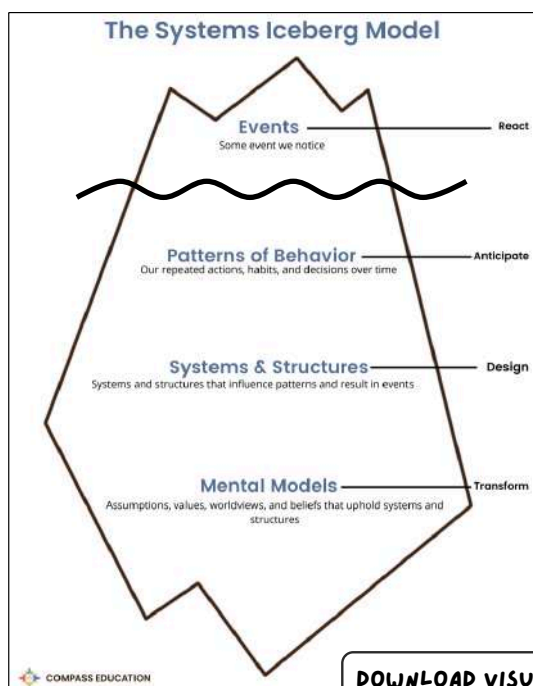 The Systems Iceberg Model
Events
React
Some event we notice
Patterns of Behavior
Anticipate
Our repeated actions, habits, and decisions over time
Systems & Structures
Design
Systems and structures that influence patterns and result in events
Mental Models
Transform
Assumptions, values, worldviews, and beliefs that uphold systems and
structures
COMPASS EDUCATION
DOWNLOAD